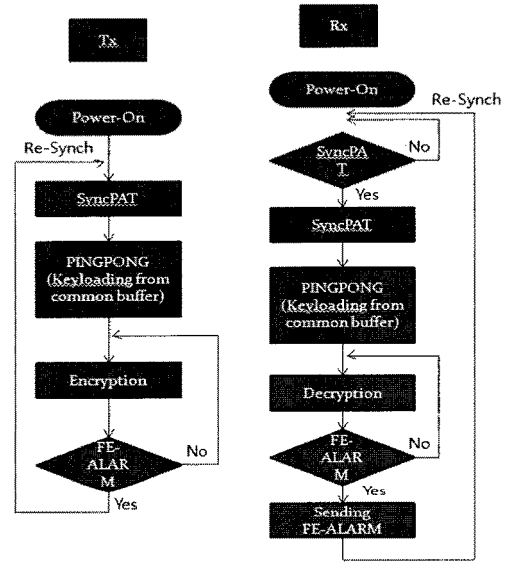 Tx
Power-On
Re-Synch
SyncPAT
PINGPONG
(Keyloading from
common buffer)
Encryption
FE-
ALAR
M
No
Yes
Rx
Power-On
Re-Synch
SyncPA
T
No
Yes
SyncPAT
PINGPONG
(Keyloading from
common buffer)
Decryption
FE-
ALAR
M
No
Yes
Sending
FE-ALARM